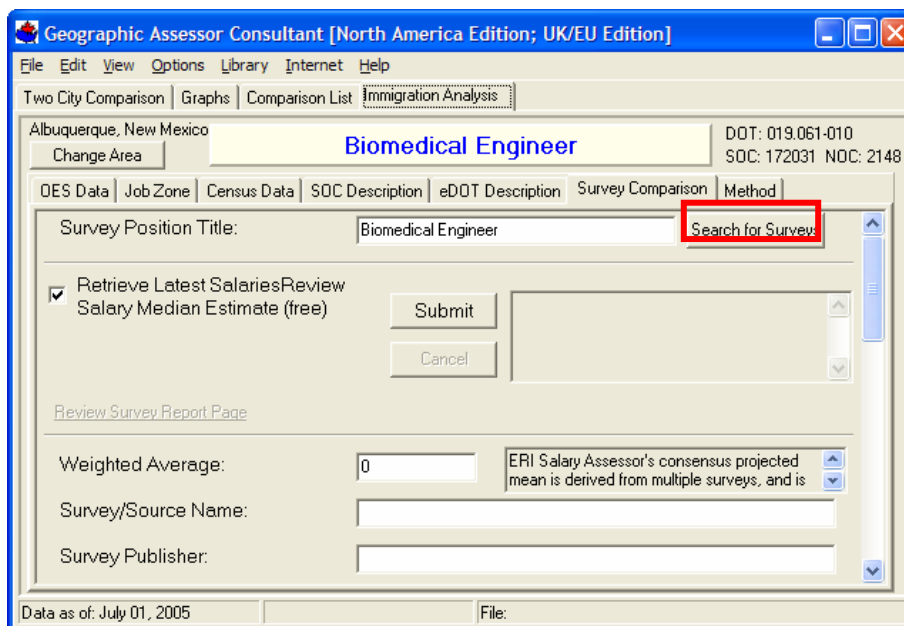 Geographic Assessor Consultant [North America Edition; UK/EU Edition]
File Edit View Options Library Internet Help
Two City Comparison Graphs Comparison List Immigration Analysis
Albuquerque, New Mexico
Change Area
Biomedical Engineer
DOT: 019.061-010
SOC: 172031 NOC: 2148
OES Data Job Zone Census Data SOC Description eDOT Description Survey Comparison Method
Survey Position Title: Biomedical Engineer Search for Surveys
Retrieve Latest SalariesReview
Salary Median Estimate (free)
Submit
Cancel
Review Survey Report Page
Weighted Average: 0
ERI Salary Assessor's consensus projected
mean is derived from multiple surveys, and is
Survey/Source Name:
Survey Publisher:
Data as of: July 01, 2005 File: